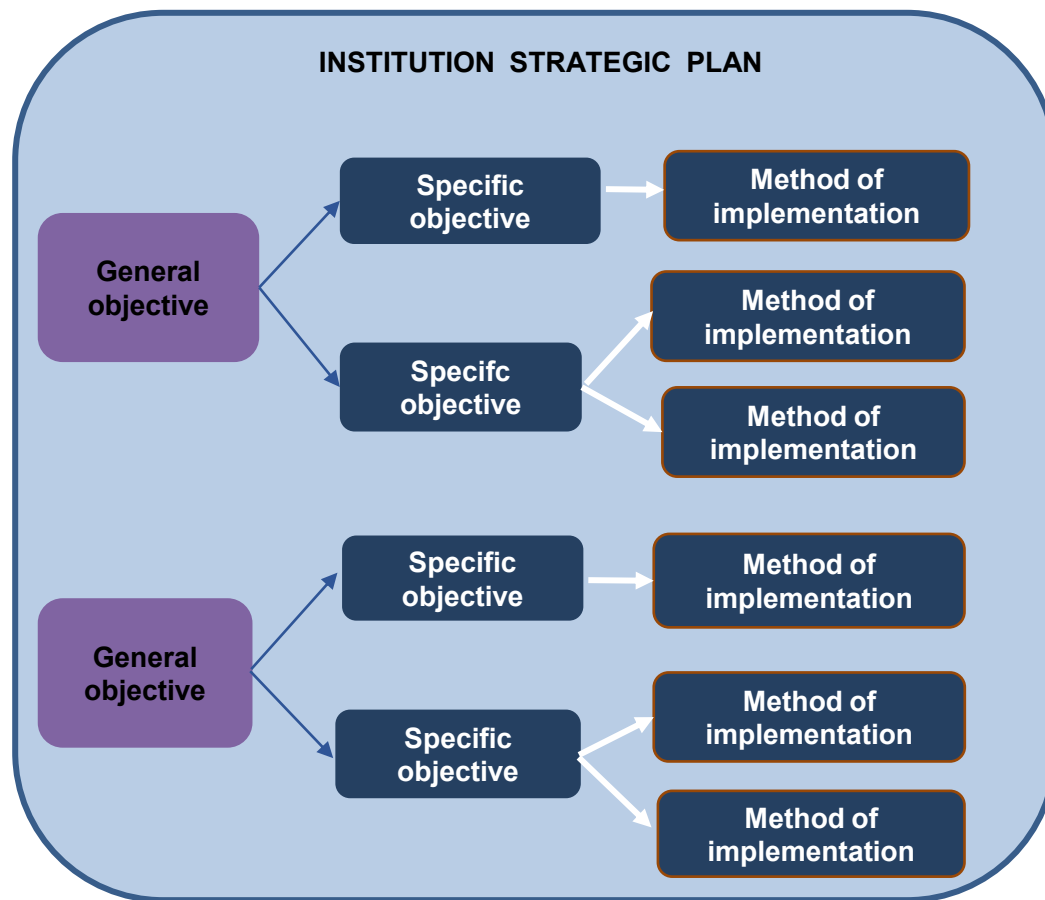 INSTITUTION STRATEGIC PLAN
General
objective
Specific
objective
Method of
implementation
Specifc
objective
Method of
implementation
Method of
implementation
General
objective
Specific
objective
Method of
implementation
Specific
objective
Method of
implementation
Method of
implementation